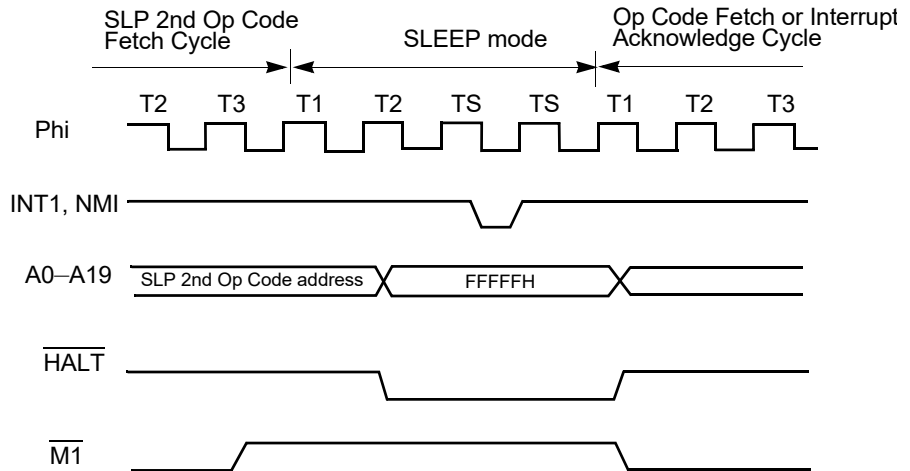 SLP 2nd Op Code
Fetch Cycle
SLEEP mode
Op Code Fetch or Interrupt
Acknowledge Cycle
T2 T3 T1 T2 TS TS T1 T2 T3
Phi
INT1, NMI
A0–A19
SLP 2nd Op Code address
FFFFFH
HALT
M1